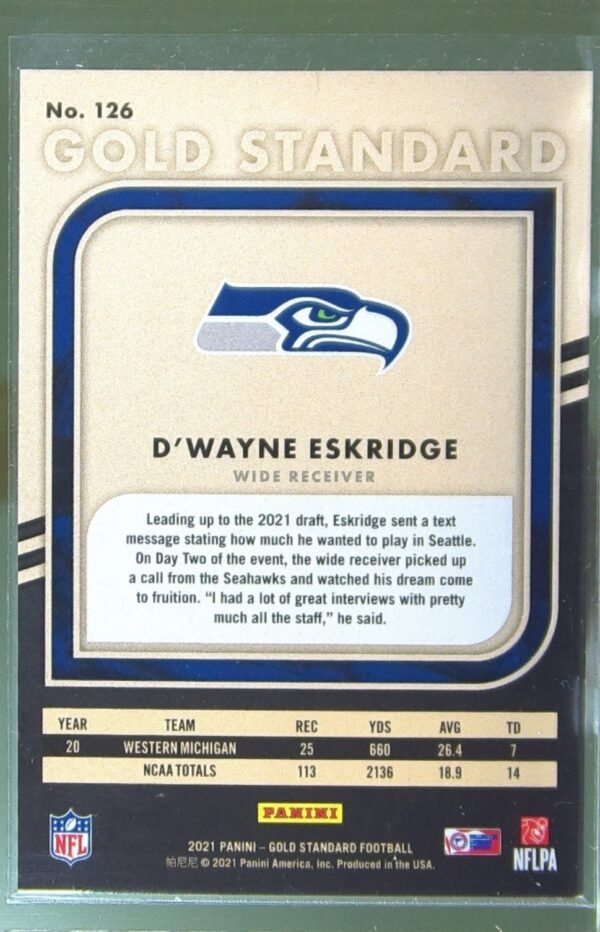 No. 126
GOLD STANDARD
D'WAYNE ESKRIDGE
WIDE RECEIVER
Leading up to the 2021 draft, Eskridge sent a text
message stating how much he wanted to play in Seattle.
On Day Two of the event, the wide receiver picked up
a call from the Seahawks and watched his dream come
to fruition. “I had a lot of great interviews with pretty
much all the staff,” he said.
YEAR TEAM REC YDS AVG TD
20 WESTERN MICHIGAN 25 660 26.4 7
NCAA TOTALS 113 2136 18.9 14
PANINI
NFL
2021 PANINI – GOLD STANDARD FOOTBALL
帕尼尼 © 2021 Panini America, Inc. Produced in the USA.
NFLPA